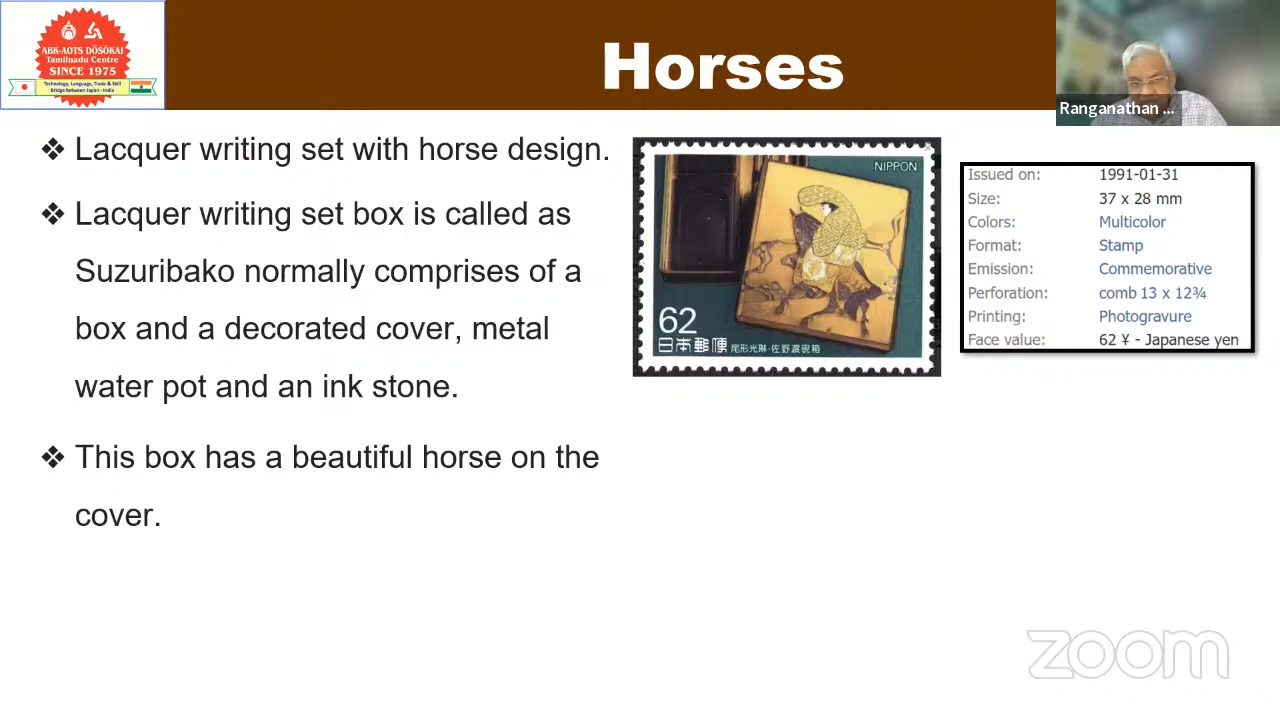 ABK-AOTS DŌSŌKAI
Tamilnadu Centre
SINCE 1975
Technology, Language, Trade & Skill
Bridge between Japan - India
Horses
Ranganathan ...
❖ Lacquer writing set with horse design.
❖ Lacquer writing set box is called as
Suzuribako normally comprises of a
box and a decorated cover, metal
water pot and an ink stone.
❖ This box has a beautiful horse on the
cover.
NIPPON
62
日本郵便 尾形光琳・佐野渡硯箱
Issued on: 1991-01-31
Size: 37 x 28 mm
Colors: Multicolor
Format: Stamp
Emission: Commemorative
Perforation: comb 13 x 12¾
Printing: Photogravure
Face value: 62 ¥ - Japanese yen
zoom